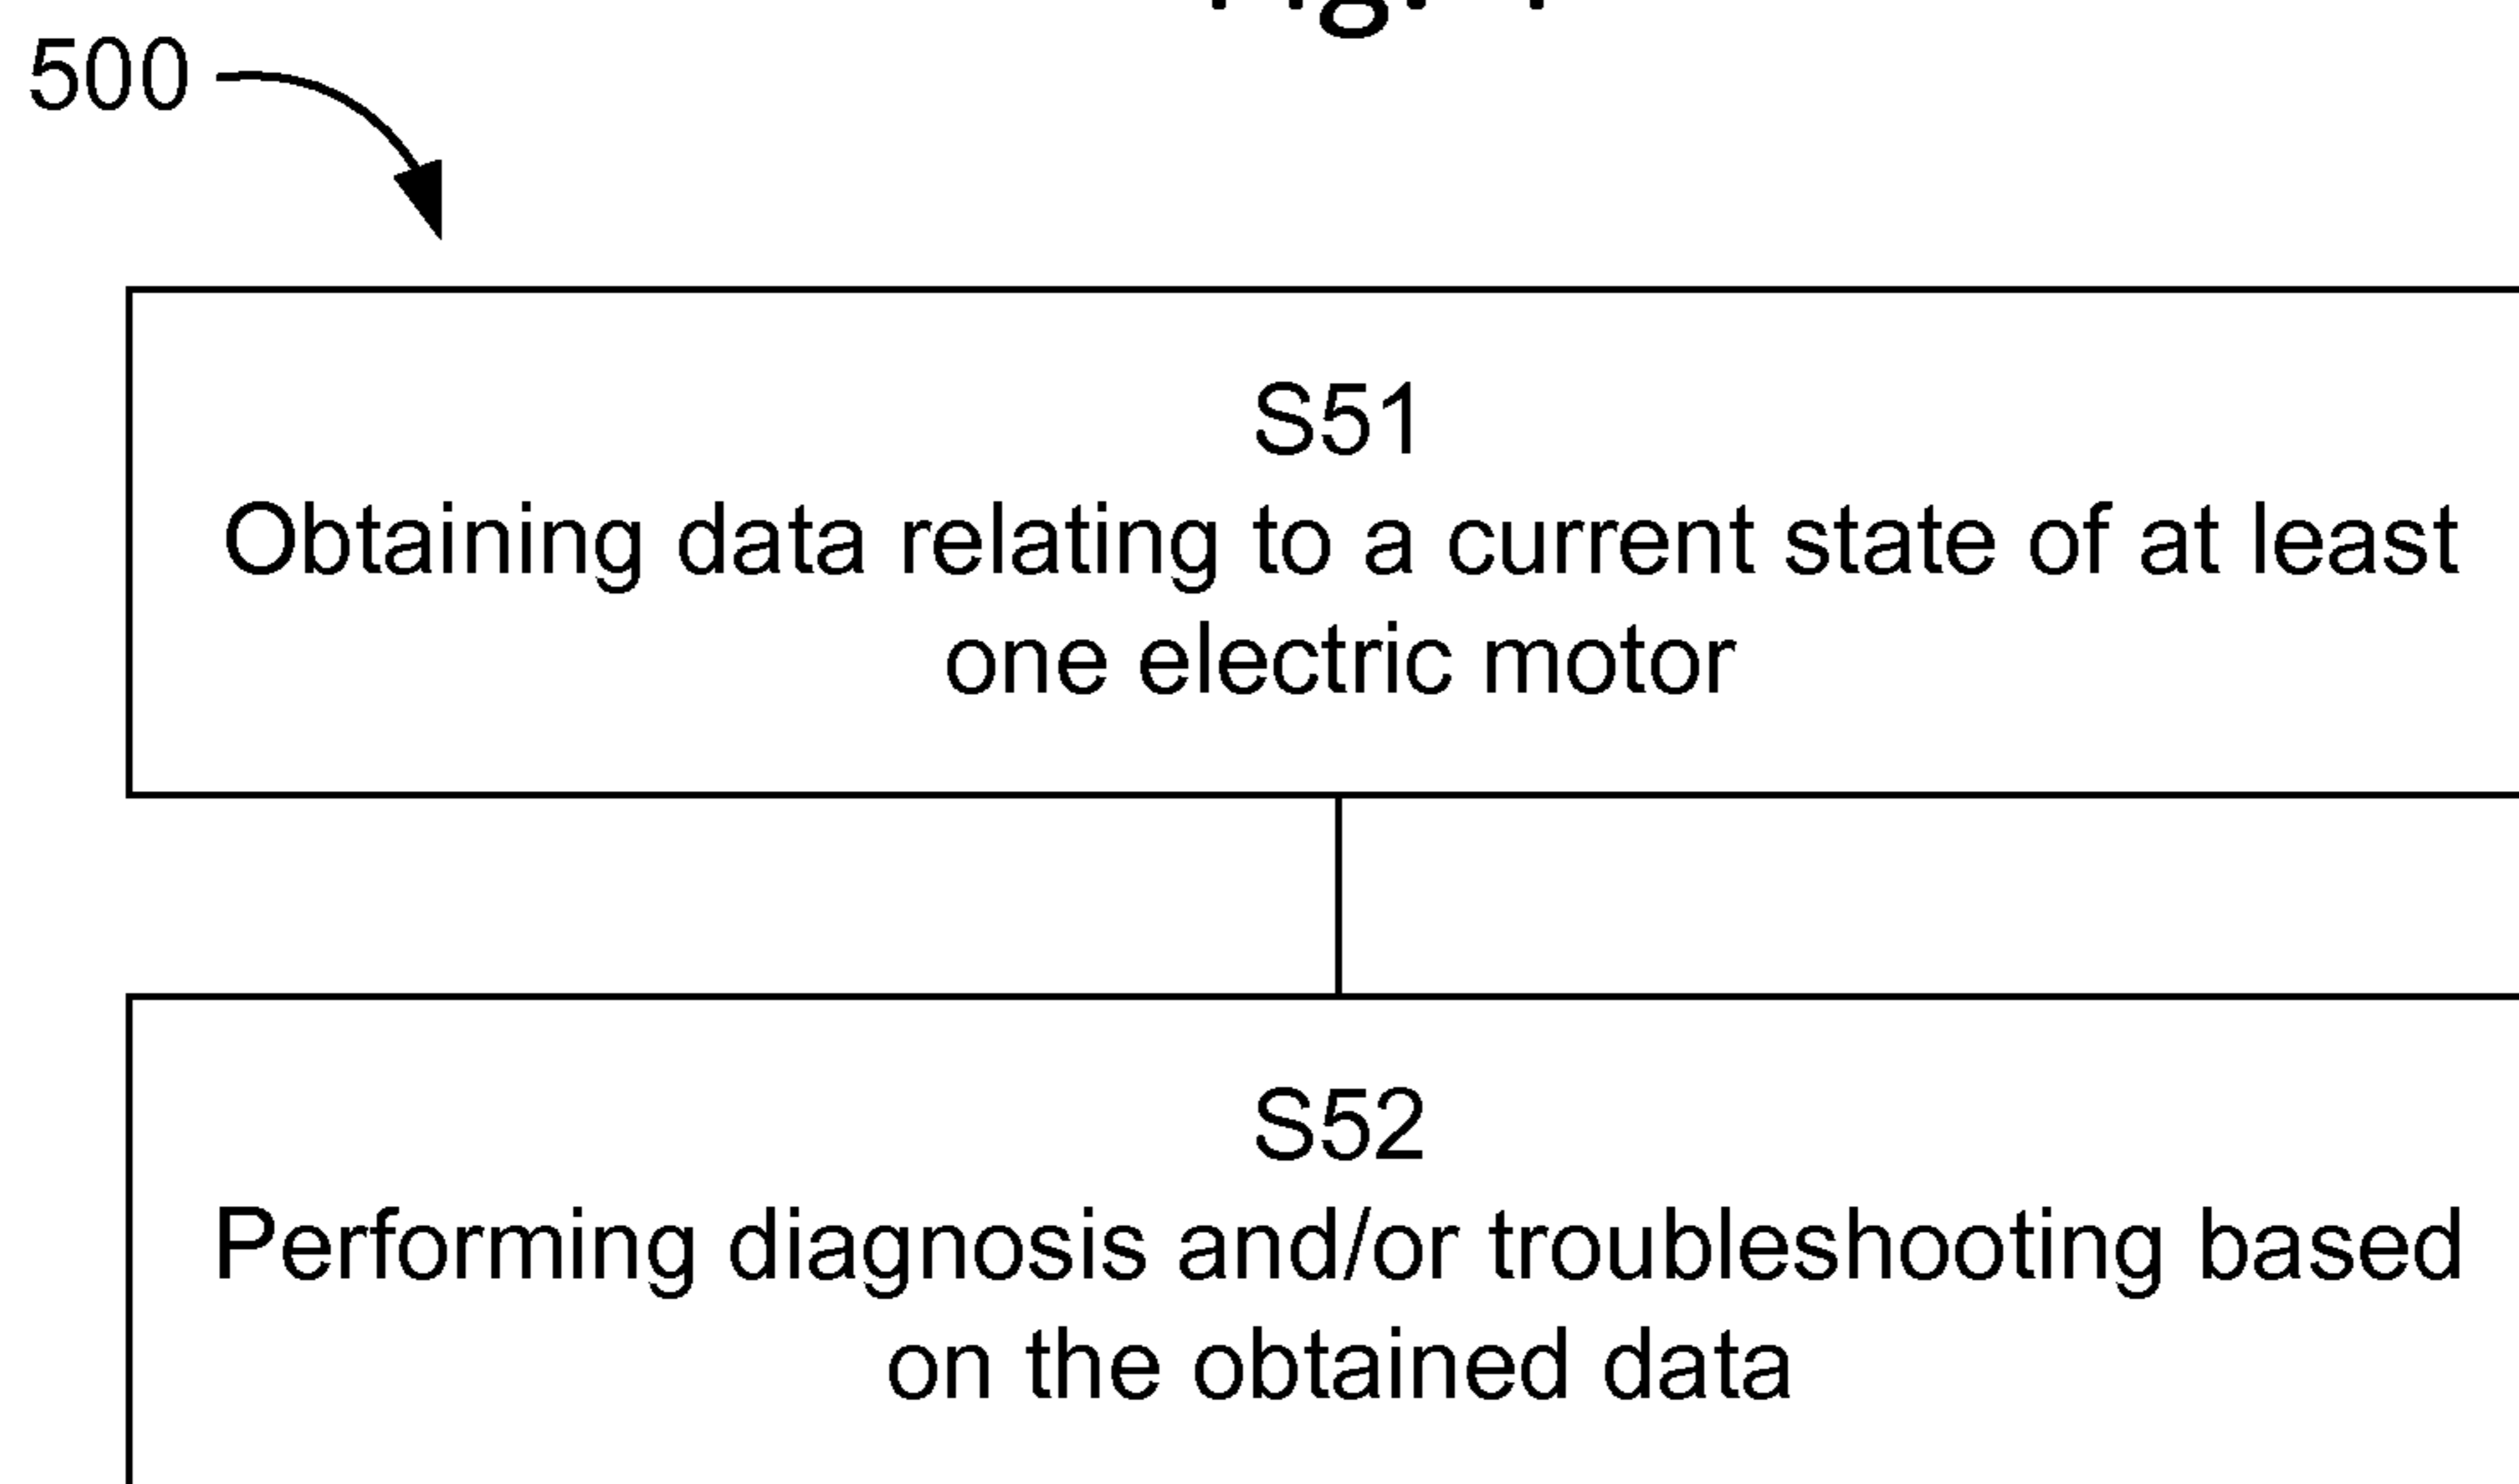 500
S51
Obtaining data relating to a current state of at least
one electric motor
S52
Performing diagnosis and/or troubleshooting based
on the obtained data